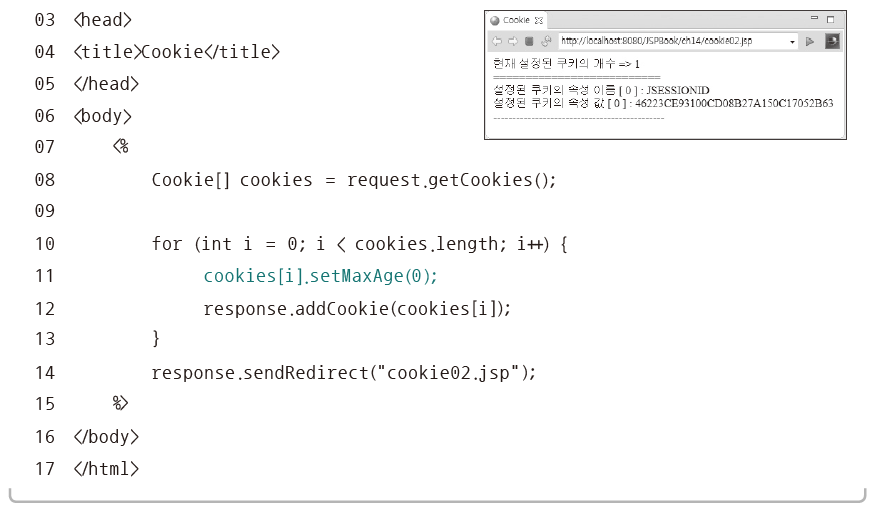 03 <head>
04 <title>Cookie</title>
05 </head>
06 <body>
07 <%
08 Cookie[] cookies = request.getCookies();
09
10 for (int i = 0; i < cookies.length; i++) {
11 cookies[i].setMaxAge(0);
12 response.addCookie(cookies[i]);
13 }
14 response.sendRedirect("cookie02.jsp");
15 %>
16 </body>
17 </html>
Cookie
http://localhost:8080/JSPBook/ch14/cookie02.jsp
현재 설정된 쿠키의 개수 => 1
==========================
설정된 쿠키의 속성 이름 [ 0 ] : JSESSIONID
설정된 쿠키의 속성 값 [ 0 ] : 46223CE93100CD08B27A150C17052B63
---------------------------------------------